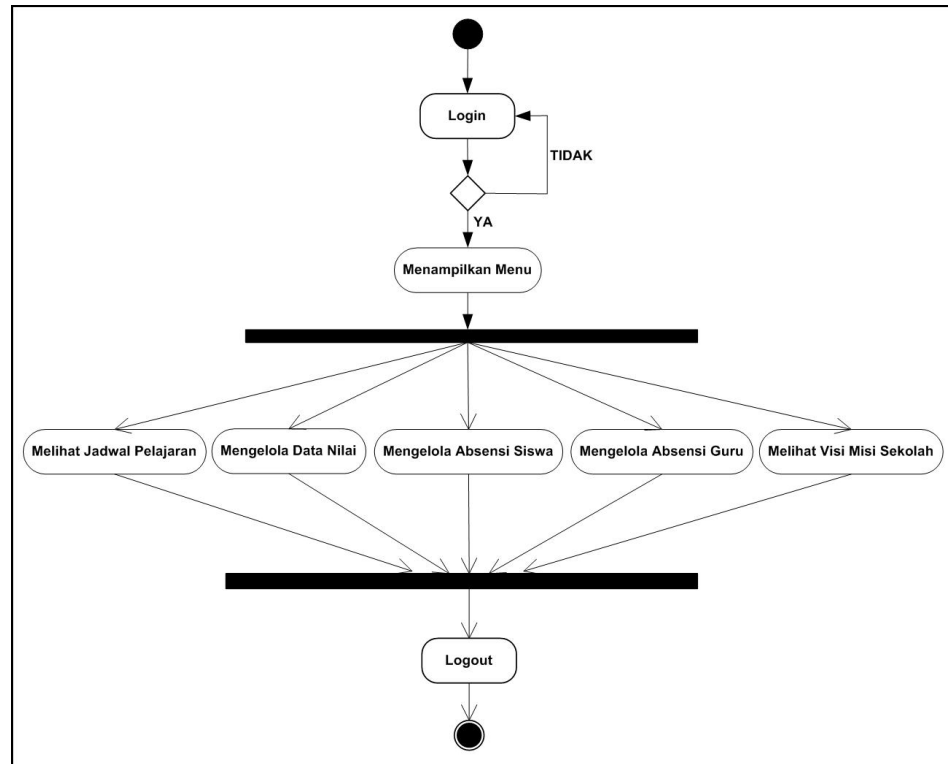 Login
TIDAK
YA
Menampilkan Menu
Melihat Jadwal Pelajaran
Mengelola Data Nilai
Mengelola Absensi Siswa
Mengelola Absensi Guru
Melihat Visi Misi Sekolah
Logout